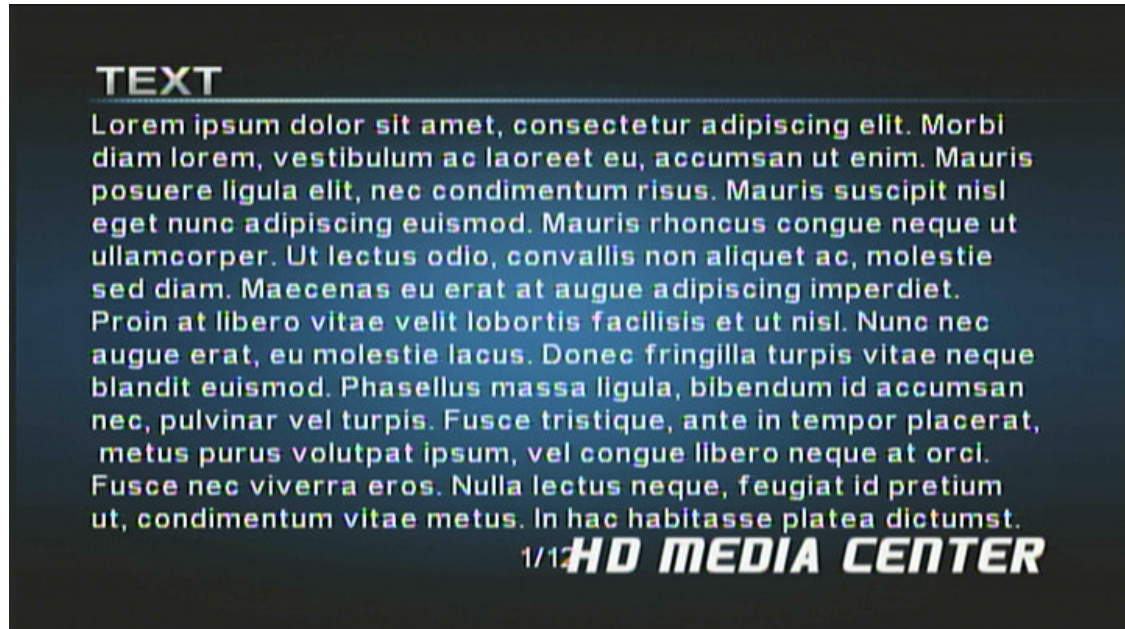 TEXT
Lorem ipsum dolor sit amet, consectetur adipiscing elit. Morbi
diam lorem, vestibulum ac laoreet eu, accumsan ut enim. Mauris
posuere ligula elit, nec condimentum risus. Mauris suscipit nisl
eget nunc adipiscing euismod. Mauris rhoncus congue neque ut
ullamcorper. Ut lectus odio, convallis non aliquet ac, molestie
sed diam. Maecenas eu erat at augue adipiscing imperdiet.
Proin at libero vitae velit lobortis facilisis et ut nisl. Nunc nec
augue erat, eu molestie lacus. Donec fringilla turpis vitae neque
blandit euismod. Phasellus massa ligula, bibendum id accumsan
nec, pulvinar vel turpis. Fusce tristique, ante in tempor placerat,
metus purus volutpat ipsum, vel congue libero neque at orci.
Fusce nec viverra eros. Nulla lectus neque, feugiat id pretium
ut, condimentum vitae metus. In hac habitasse platea dictumst.
1/12 HD MEDIA CENTER